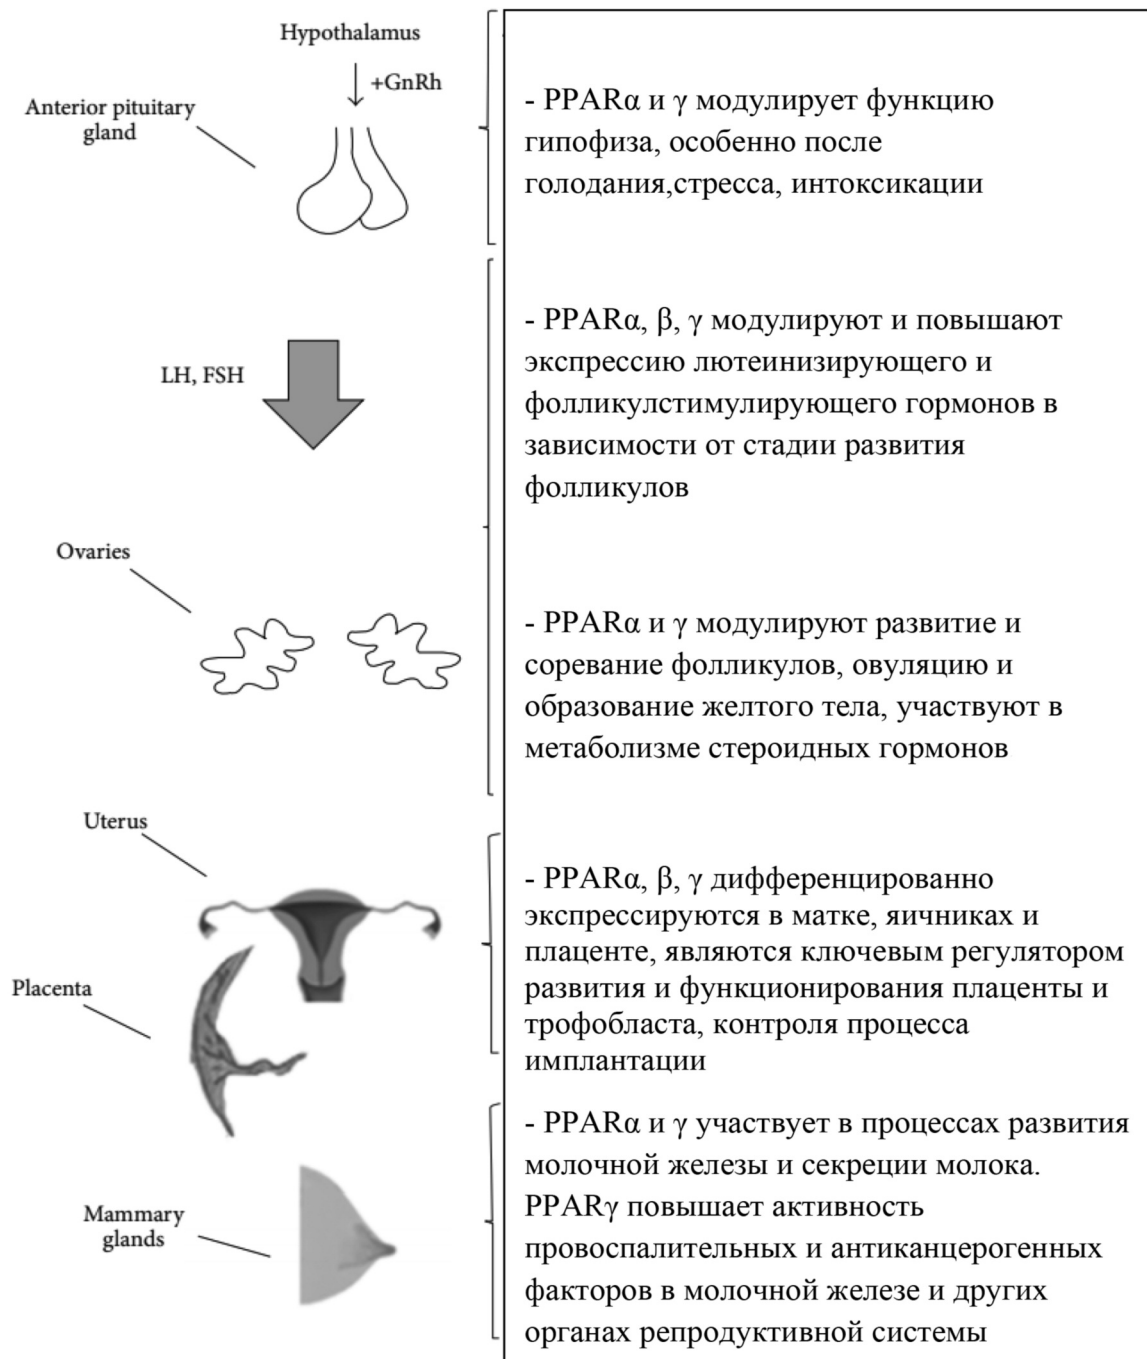 Hypothalamus
+GnRh
Anterior pituitary
gland
- PPARα и γ модулирует функцию
гипофиза, особенно после
голодания,стресса, интоксикации
LH, FSH
- PPARα, β, γ модулируют и повышают
экспрессию лютеинизирующего и
фолликулстимулирующего гормонов в
зависимости от стадии развития
фолликулов
Ovaries
- PPARα и γ модулируют развитие и
соревание фолликулов, овуляцию и
образование желтого тела, участвуют в
метаболизме стероидных гормонов
Uterus
Placenta
- PPARα, β, γ дифференцированно
экспрессируются в матке, яичниках и
плаценте, являются ключевым регулятором
развития и функционирования плаценты и
трофобласта, контроля процесса
имплантации
Mammary
glands
- PPARα и γ участвует в процессах развития
молочной железы и секреции молока.
PPARγ повышает активность
провоспалительных и антиканцерогенных
факторов в молочной железе и других
органах репродуктивной системы